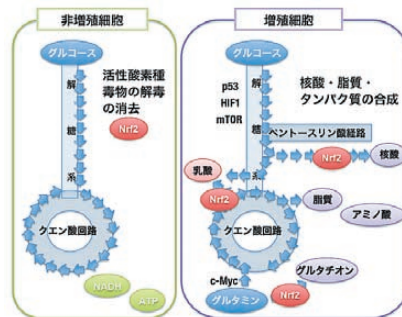 非増殖細胞
グルコース
解
糖
系
活性酸素種
毒物の解毒
の消去
Nrf2
クエン酸回路
NADH
ATP
増殖細胞
グルコース
解
糖
系
p53
HIF1
mTOR
核酸・脂質・
タンパク質の合成
ペントースリン酸経路
Nrf2
核酸
乳酸
Nrf2
脂質
アミノ酸
クエン酸回路
c-Myc
グルタミン
Nrf2
グルタチオン